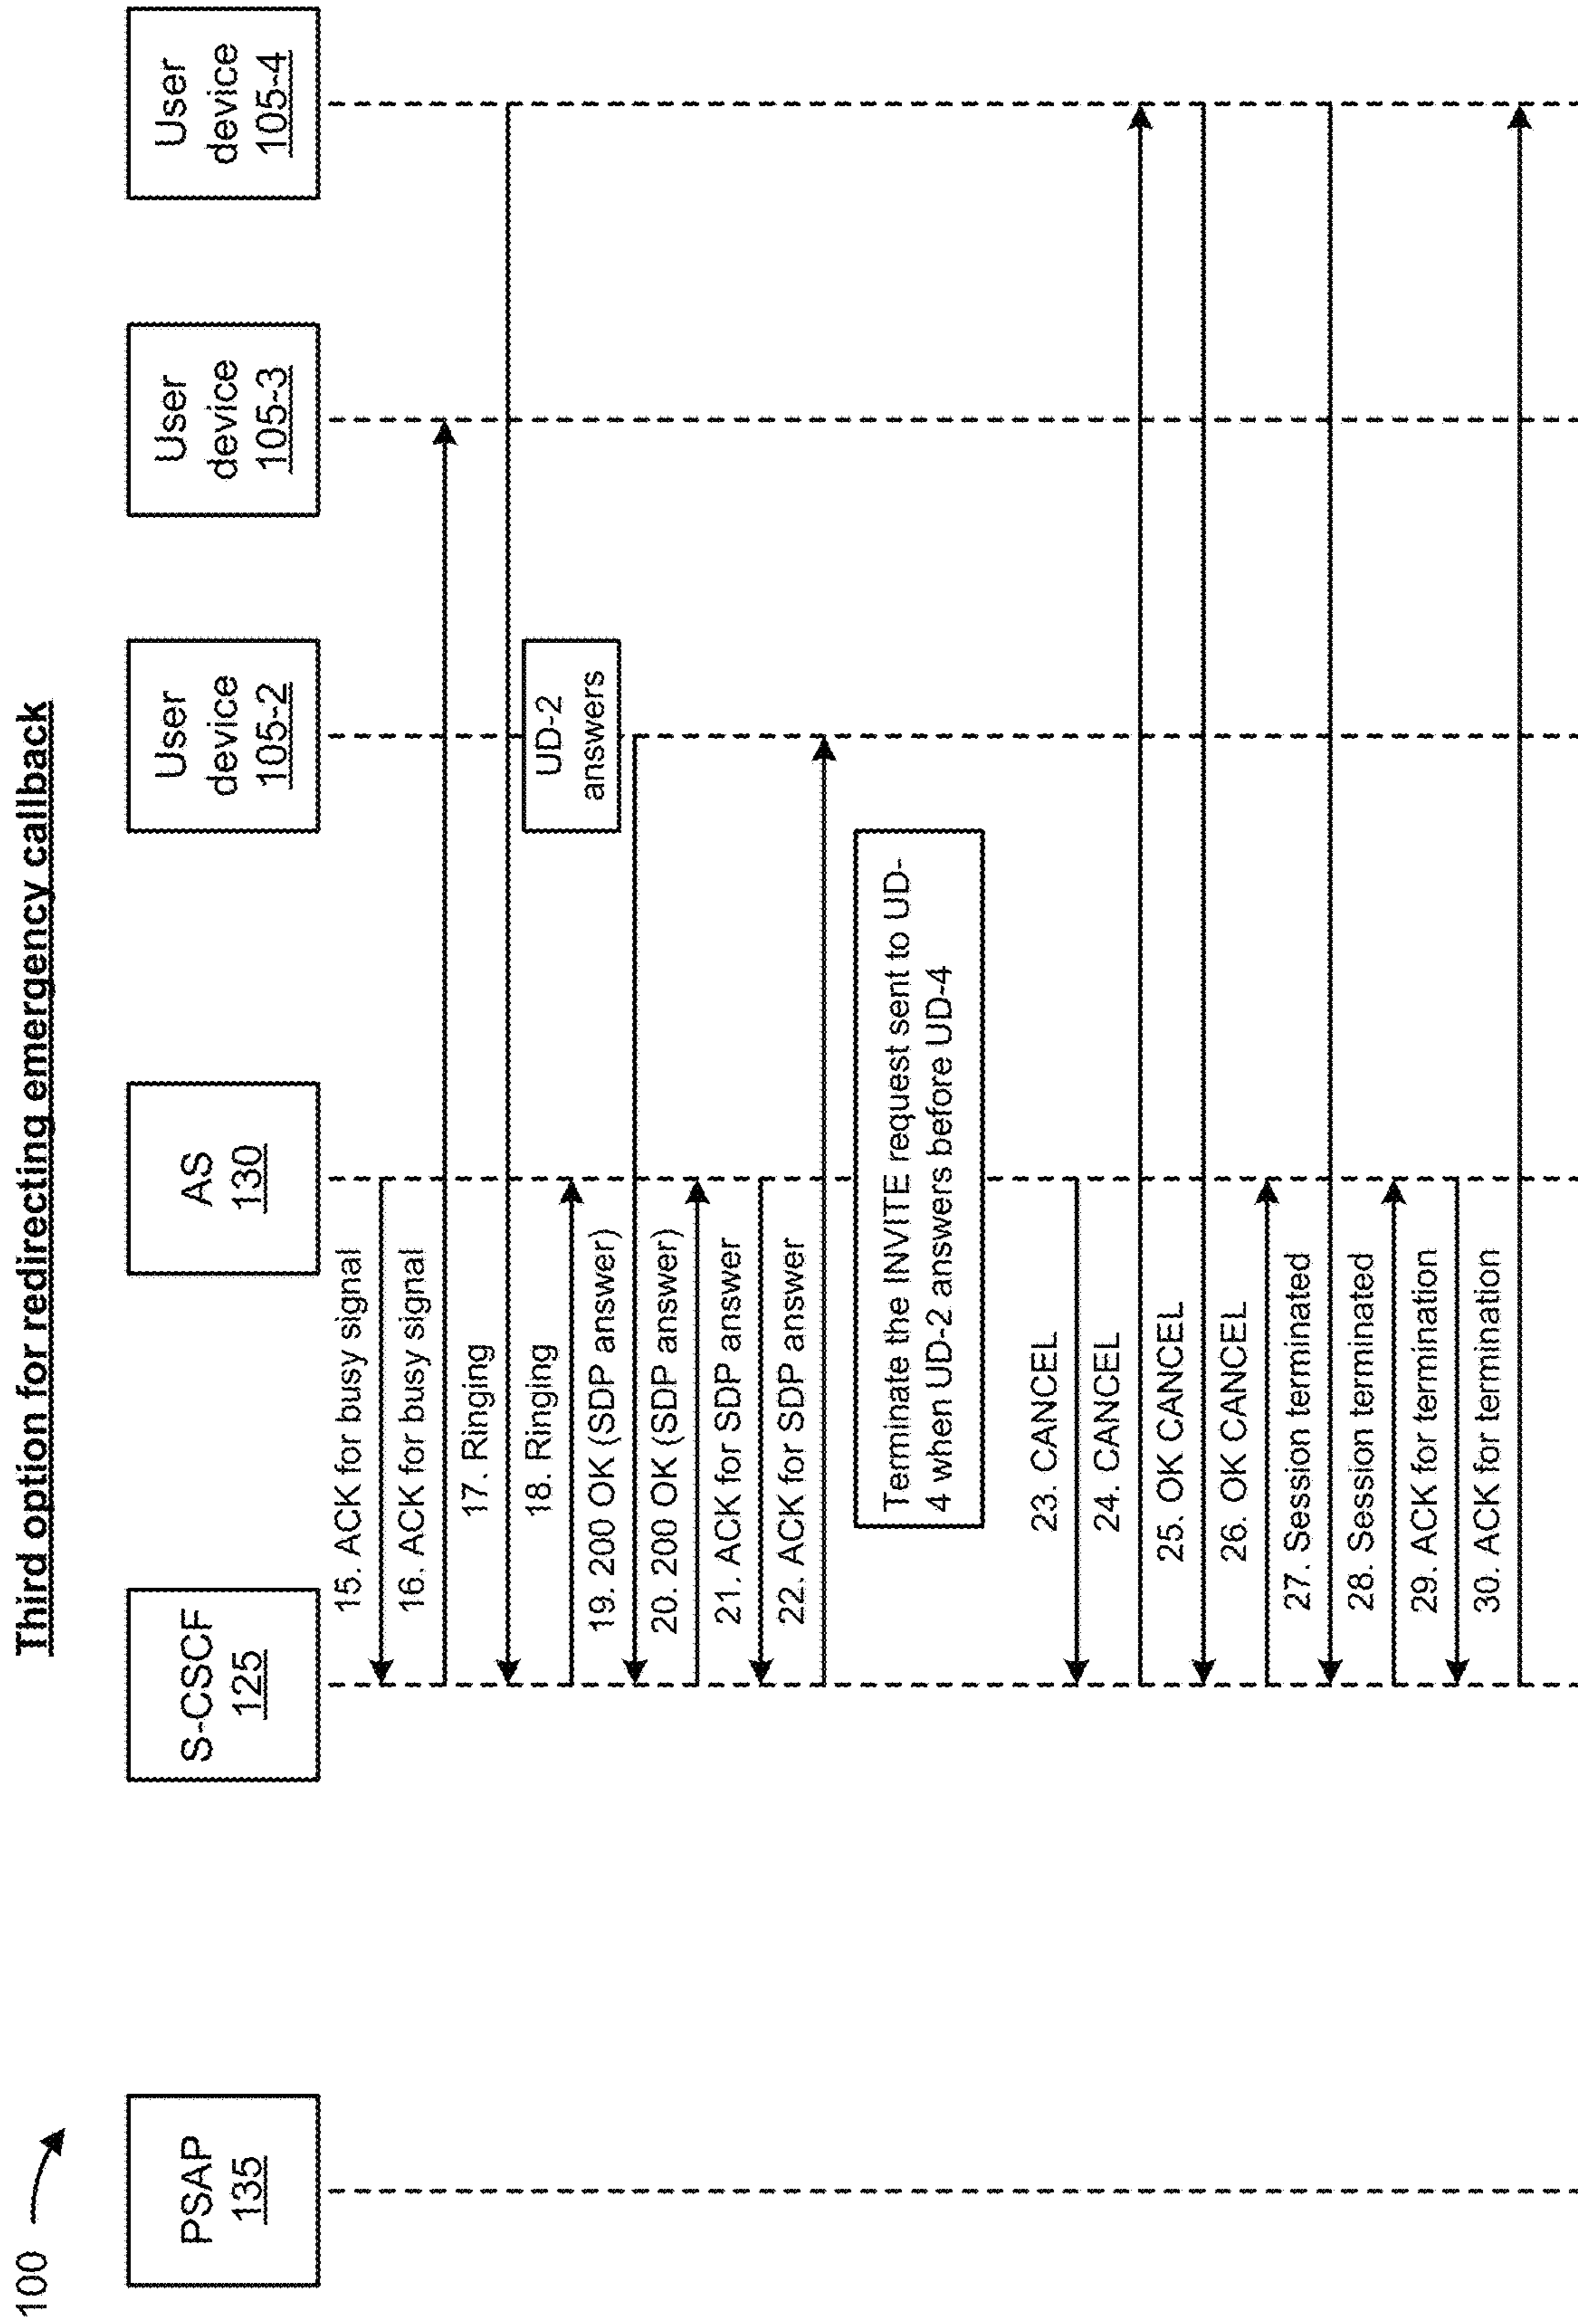 100
Third option for redirecting emergency callback
PSAP
135
S-CSCF
125
AS
130
User
device
105-2
User
device
105-3
User
device
105-4
15. ACK for busy signal
16. ACK for busy signal
17. Ringing
18. Ringing
UD-2
answers
19. 200 OK (SDP answer)
20. 200 OK (SDP answer)
21. ACK for SDP answer
22. ACK for SDP answer
Terminate the INVITE request sent to UD-
4 when UD-2 answers before UD-4
23. CANCEL
24. CANCEL
25. OK CANCEL
26. OK CANCEL
27. Session terminated
28. Session terminated
29. ACK for termination
30. ACK for termination